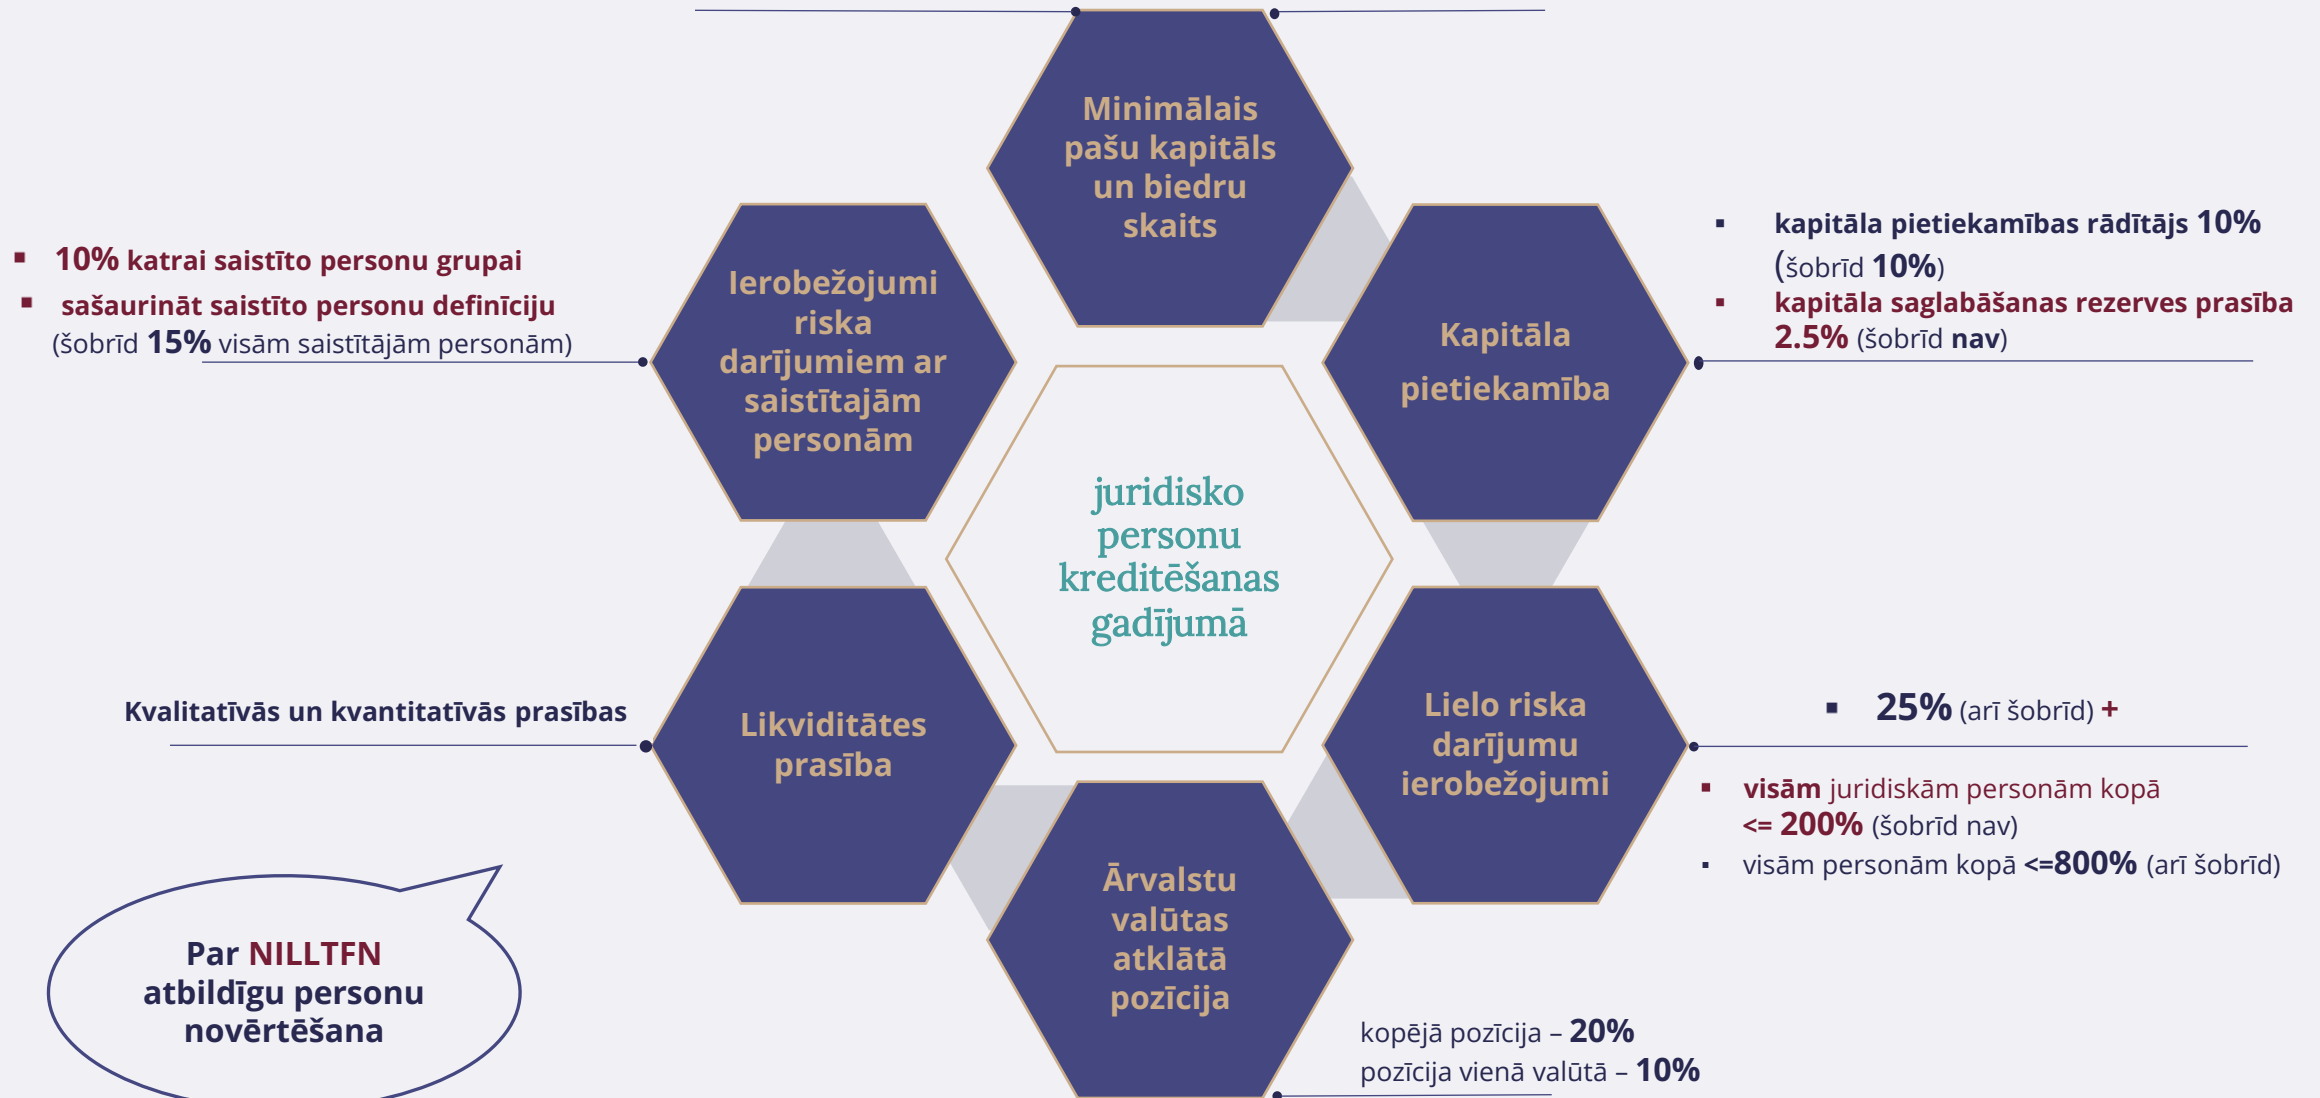 Minimālais
pašu kapitāls
un biedru
skaits
▪ 10% katrai saistīto personu grupai
▪ sašaurināt saistīto personu definīciju
(šobrīd 15% visām saistītājām personām)
Ierobežojumi
riska
darījumiem ar
saistītajām
personām
▪ kapitāla pietiekamības rādītājs 10%
(šobrīd 10%)
▪ kapitāla saglabāšanas rezerves prasība
2.5% (šobrīd nav)
Kapitāla
pietiekamība
juridisko
personu
kreditēšanas
gadījumā
Kvalitatīvās un kvantitatīvās prasības
Likviditātes
prasība
Lielo riska
darījumu
ierobežojumi
▪ 25% (arī šobrīd) +
▪ visām juridiskām personām kopā
<= 200% (šobrīd nav)
▪ visām personām kopā <=800% (arī šobrīd)
Ārvalstu
valūtas
atklātā
pozīcija
kopējā pozīcija – 20%
pozīcija vienā valūtā – 10%
Par NILLTFN
atbildīgu personu
novērtēšana